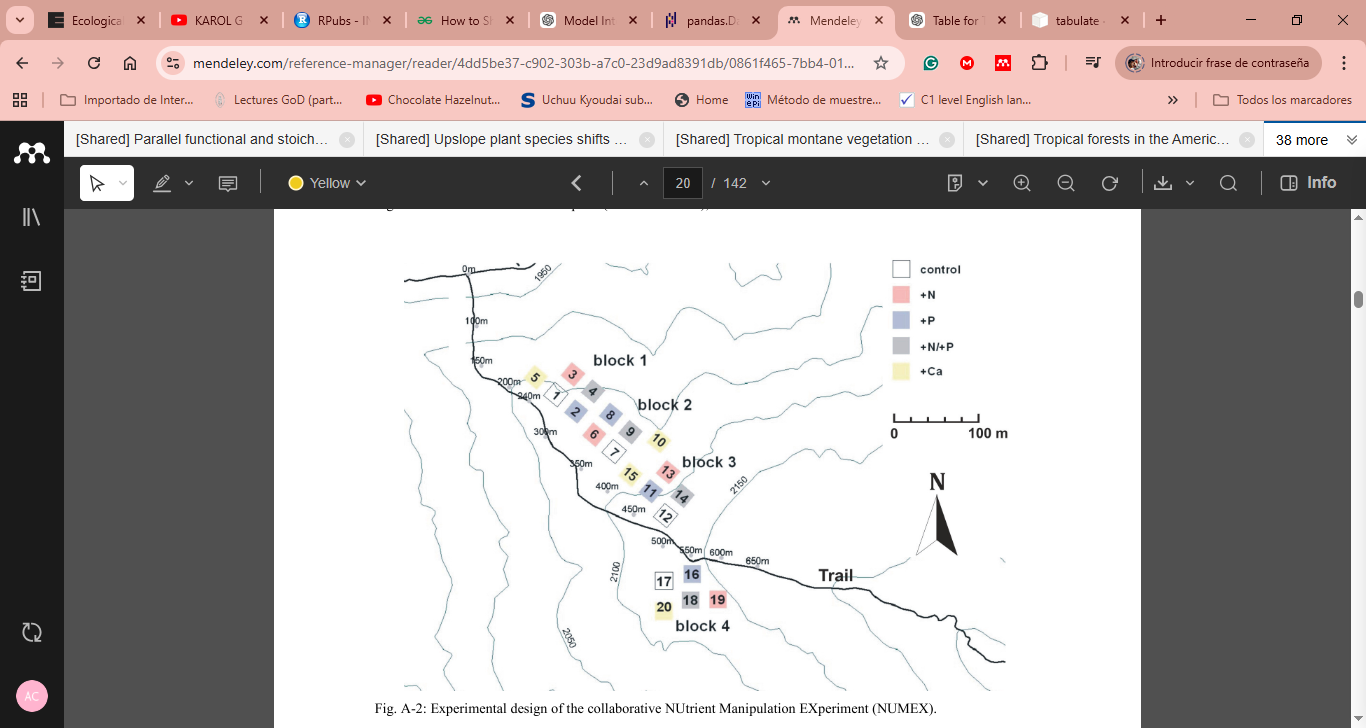 Ecological
KAROL G
RPubs - I
How to S
Model Int
pandas.Da
Mendeley
Table for
tabulate
mendeley.com/reference-manager/reader/4dd5be37-c902-303b-a7c0-23d9ad8391db/0861f465-7bb4-01...
Introducir frase de contraseña
Importado de Inter...
Lectures GoD (part...
Chocolate Hazelnut...
Uchuu Kyoudai sub...
Home
Método de muestre...
C1 level English lan...
Todos los marcadores
[Shared] Parallel functional and stoich...
[Shared] Upslope plant species shifts ...
[Shared] Tropical montane vegetation ...
[Shared] Tropical forests in the Americ...
38 more
Yellow
20 / 142
Info
0m
1950
control
+N
100m
+P
+N/+P
150m
block 1
+Ca
200m
5
3
240m
1
4
block 2
2
8
300m
6
9
10
0 100 m
7
350m
block 3
15
13
400m
11
14
2150
N
450m
12
500m
550m
600m
650m
2100
17
16
Trail
20
18
19
block 4
2050
AC
Fig. A-2: Experimental design of the collaborative NUtrient Manipulation EXperiment (NUMEX).